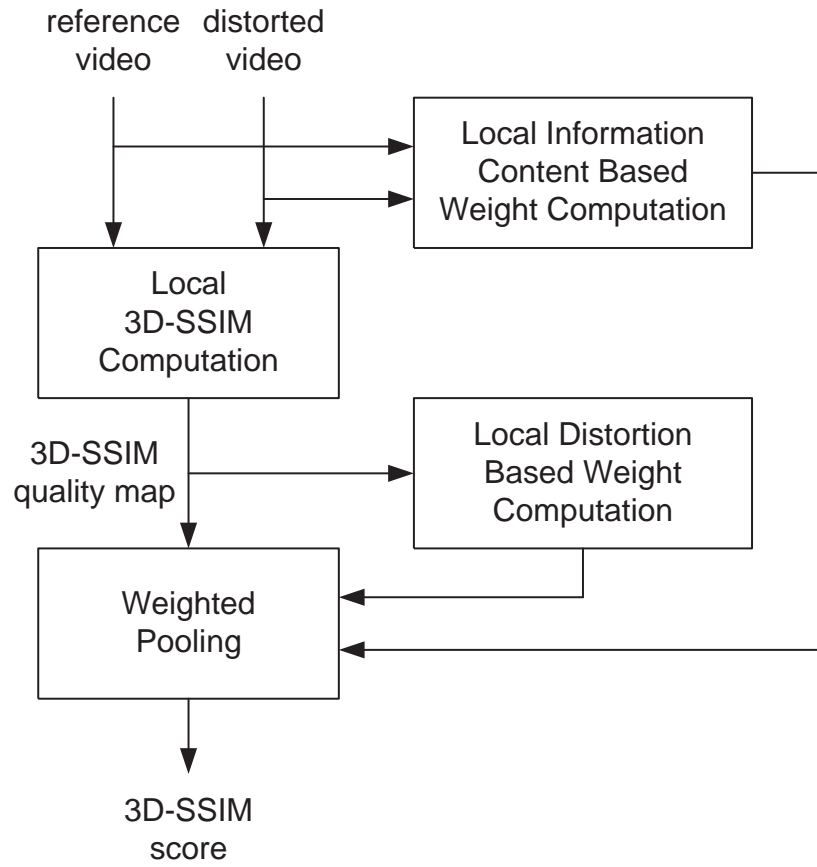 reference
video
distorted
video
Local Information
Content Based
Weight Computation
Local
3D-SSIM
Computation
3D-SSIM
quality map
Local Distortion
Based Weight
Computation
Weighted
Pooling
3D-SSIM
score